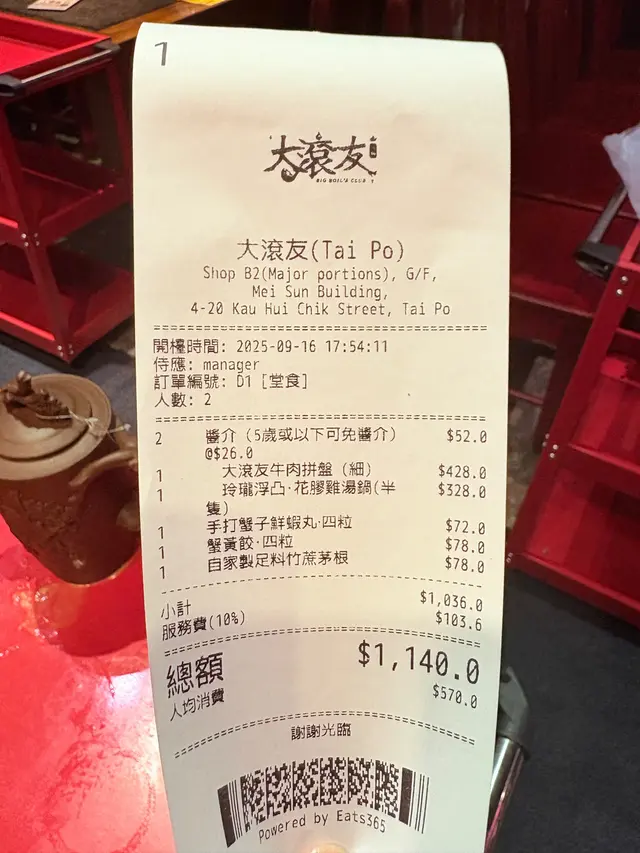 1
大滾友
BIG BOIL'S CLUB
大滾友(Tai Po)
Shop B2(Major portions), G/F,
Mei Sun Building,
4-20 Kau Hui Chik Street, Tai Po
開檯時間: 2025-09-16 17:54:11
侍應: manager
訂單編號: D1 [堂食]
人數: 2
2 醬介 (5歲或以下可免醬介) $52.0
@$26.0
1 大滾友牛肉拼盤 (細) $428.0
1 玲瓏浮凸·花膠雞湯鍋(半 $328.0
隻)
1 手打蟹子鮮蝦丸·四粒 $72.0
1 蟹黃餃·四粒 $78.0
1 自家製足料竹蔗茅根 $78.0
小計 $1,036.0
服務費(10%) $103.6
總額 $1,140.0
人均消費 $570.0
謝謝光臨
Powered by Eats365